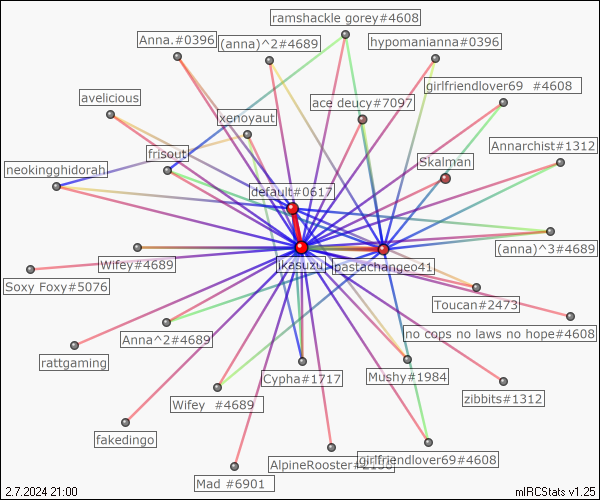 ramshackle gorey#4608
Anna.#0396
(anna)^2#4689
hypomanianna#0396
girlfriendlover69  #4608
avelicious
ace deucy#7097
xenoyaut
Annarchist#1312
frisout
Skalman
neokingghidorah
default#0617
(anna)^3#4689
Wifey#4689
ikasuzu
pastachangeo41
Soxy Foxy#5076
Toucan#2473
no cops no laws no hope#4608
Anna^2#4689
rattgaming
Cypha#1717
Mushy#1984
zibbits#1312
Wifey  #4689
fakedingo
girlfriendlover69#4608
AlpineRooster#
Mad  #6901
2.7.2024 21:00
mIRCStats v1.25